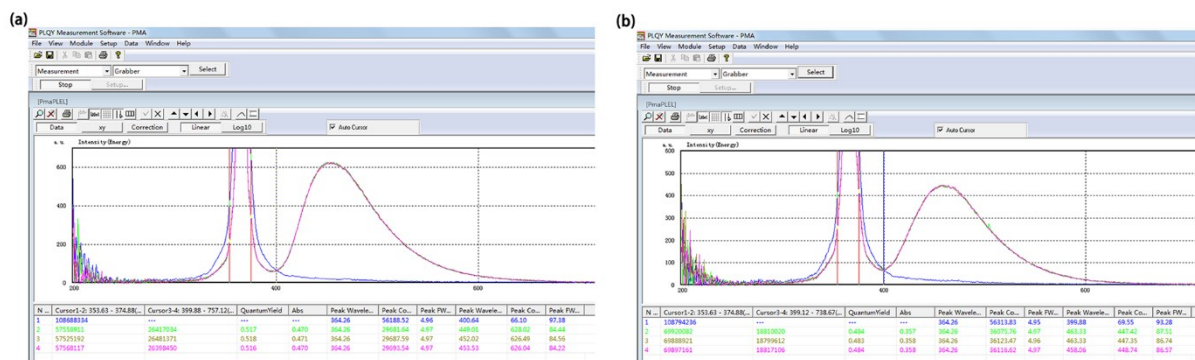 (a)
PLQY Measurement Software - PMA
File View Module Setup Data Window Help
Measurement Grabber Select
Stop Setup...
[PmaPLEL]
Data xy Correction Linear Log10 Auto Cursor
Intensity(Energy)
600
400
200
0
200 400 600
N... Cursor1-2: 353.63 - 374.88(... Cursor3-4: 399.88 - 757.12(... QuantumYield Abs Peak Wavele... Peak Co... Peak FW... Peak Wavele... Peak Co... Peak FW...
1 108688334 --- --- --- 364.26 56188.52 4.96 400.64 66.10 97.38
2 57558911 26417034 0.517 0.470 364.26 29681.64 4.97 449.01 628.02 84.44
3 57525192 26481371 0.518 0.471 364.26 29687.59 4.97 452.02 626.49 84.56
4 57568117 26398450 0.516 0.470 364.26 29693.54 4.97 453.53 626.04 84.22
(b)
PLQY Measurement Software - PMA
File View Module Setup Data Window Help
Measurement Grabber Select
Stop Setup...
[PmaPLEL]
Data xy Correction Linear Log10 Auto Cursor
Intensity(Energy)
600
500
400
300
200
100
0
200 400 600
N... Cursor1-2: 353.63 - 374.88(... Cursor3-4: 399.12 - 738.67(... QuantumYield Abs Peak Wavele... Peak Co... Peak FW... Peak Wavele... Peak Co... Peak FW...
1 108794236 --- --- --- 364.26 56313.83 4.95 399.88 69.55 93.28
2 69920082 18813820 0.484 0.357 364.26 36075.76 4.97 463.33 447.42 87.51
3 69888921 18799612 0.483 0.358 364.26 36123.47 4.96 463.33 447.35 86.74
4 69897161 18817106 0.484 0.358 364.26 36116.62 4.97 458.06 448.74 86.57